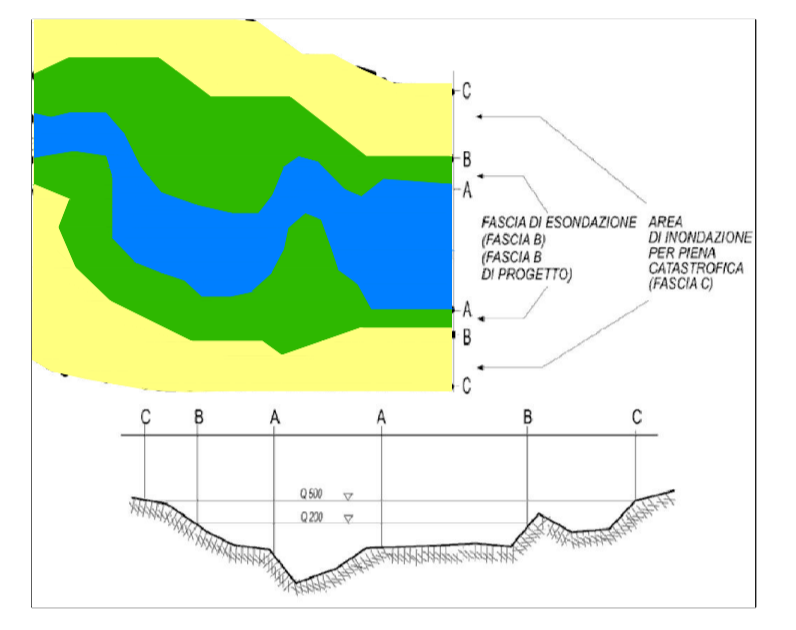 C
B
A
FASCIA DI ESONDAZIONE
(FASCIA B)
(FASCIA B
DI PROGETTO)
AREA
DI INONDAZIONE
PER PIENA
CATASTROFICA
(FASCIA C)
A
B
C
C B A A B C
Q 500
Q 200